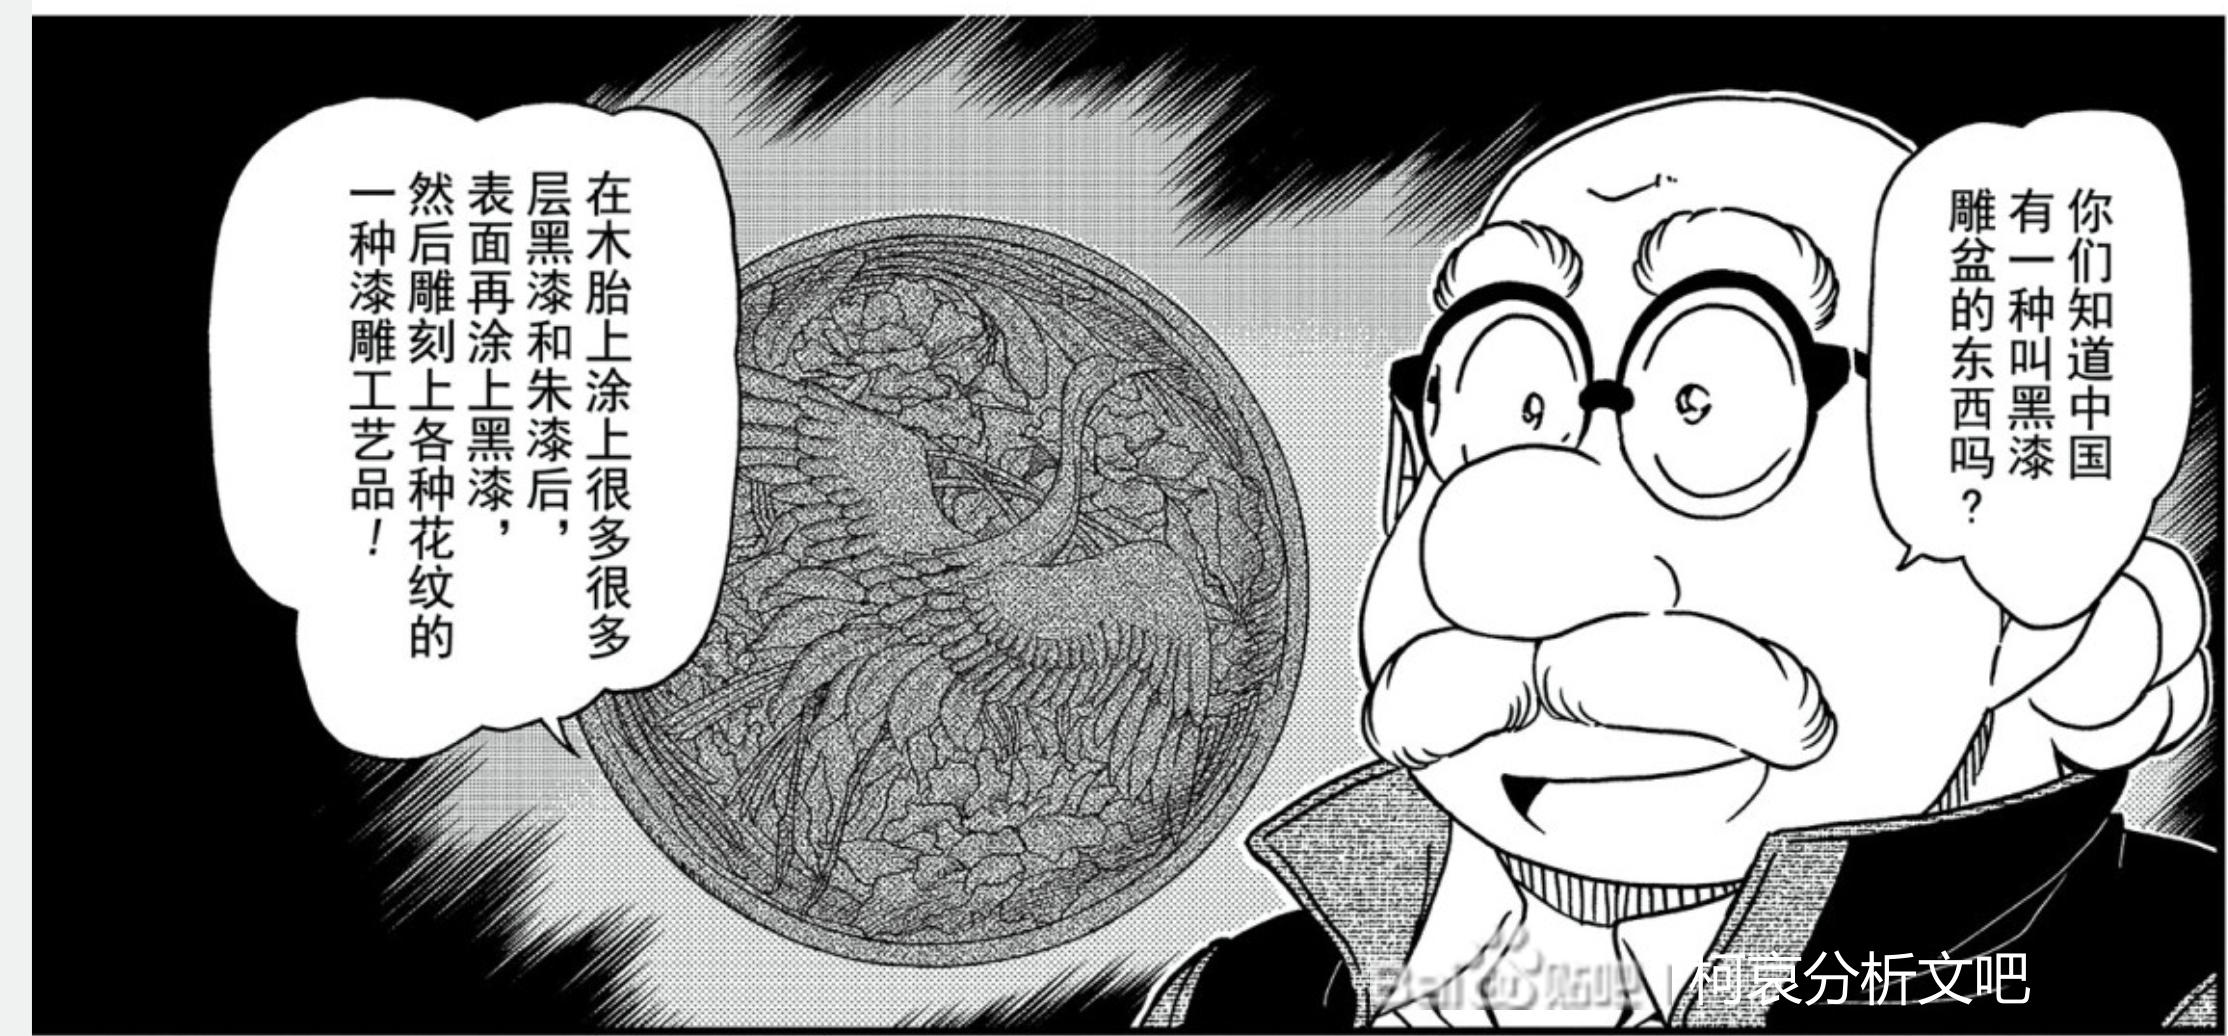 你们知道中国
有一种叫黑漆
雕盆的东西吗?
在木胎上涂上很多很多
层黑漆和朱漆后，
表面再涂上黑漆，
然后雕刻上各种花纹的
一种漆雕工艺品！
Bai 贴吧 | 柯哀分析文吧